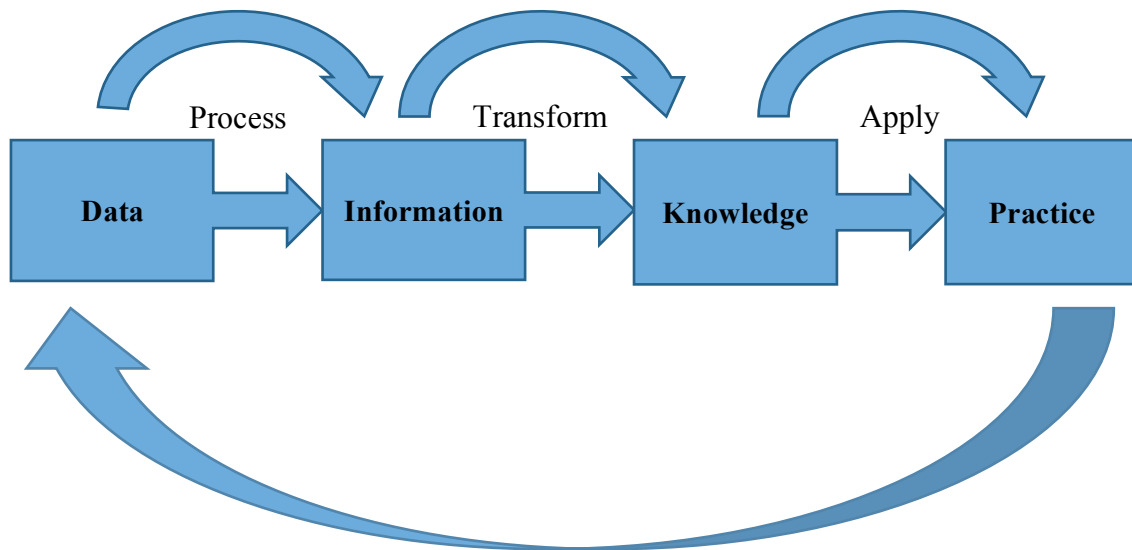 Process
Transform
Apply
Data
Information
Knowledge
Practice